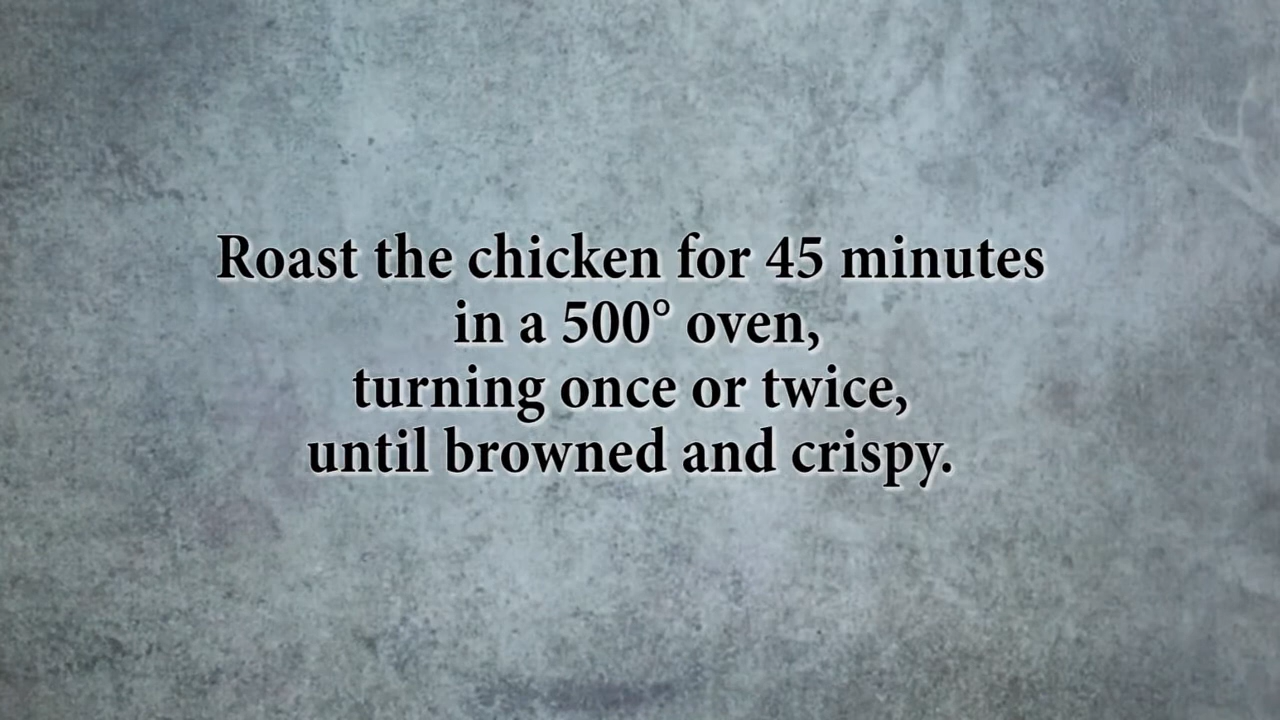 Roast the chicken for 45 minutes
in a 500° oven,
turning once or twice,
until browned and crispy.